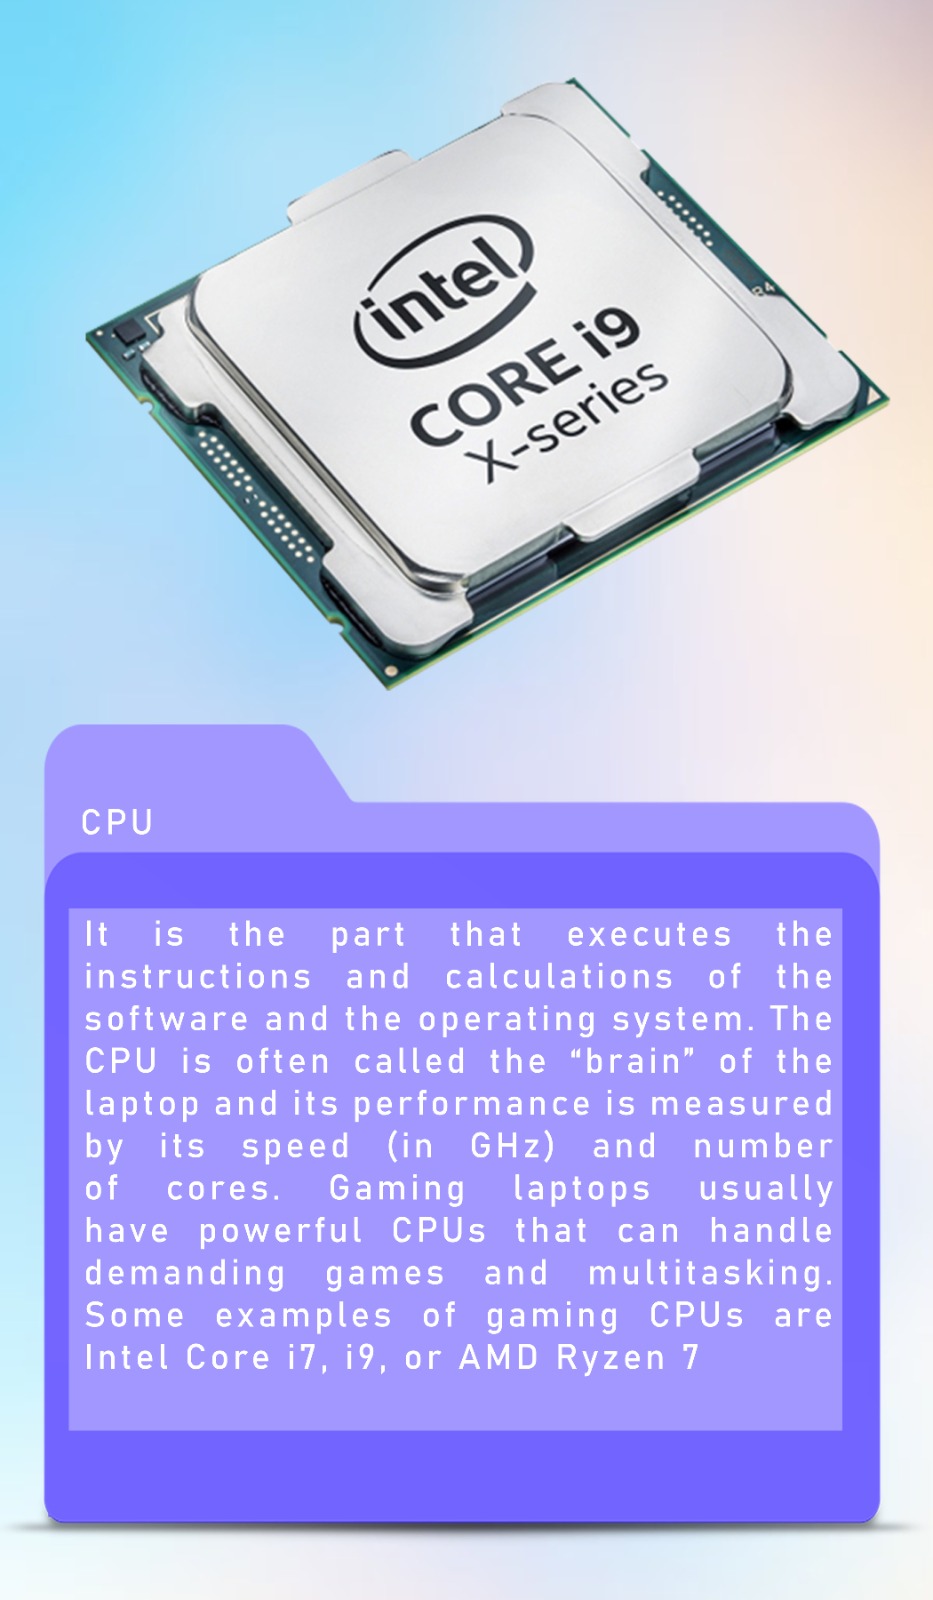 intel
CORE i9
X-series
84
CPU
It is the part that executes the
instructions and calculations of the
software and the operating system. The
CPU is often called the “brain” of the
laptop and its performance is measured
by its speed (in GHz) and number
of cores. Gaming laptops usually
have powerful CPUs that can handle
demanding games and multitasking.
Some examples of gaming CPUs are
Intel Core i7, i9, or AMD Ryzen 7